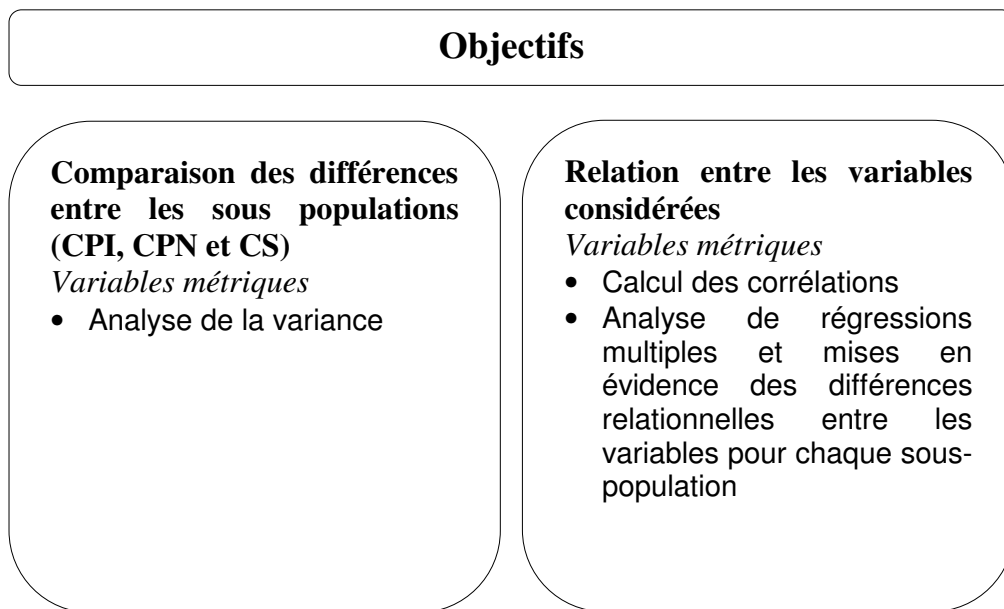 Objectifs
Comparaison des différences
entre les sous populations
(CPI, CPN et CS)
Variables métriques
• Analyse de la variance
Relation entre les variables
considérées
Variables métriques
• Calcul des corrélations
• Analyse de régressions
multiples et mises en
évidence des différences
relationnelles entre les
variables pour chaque sous-
population